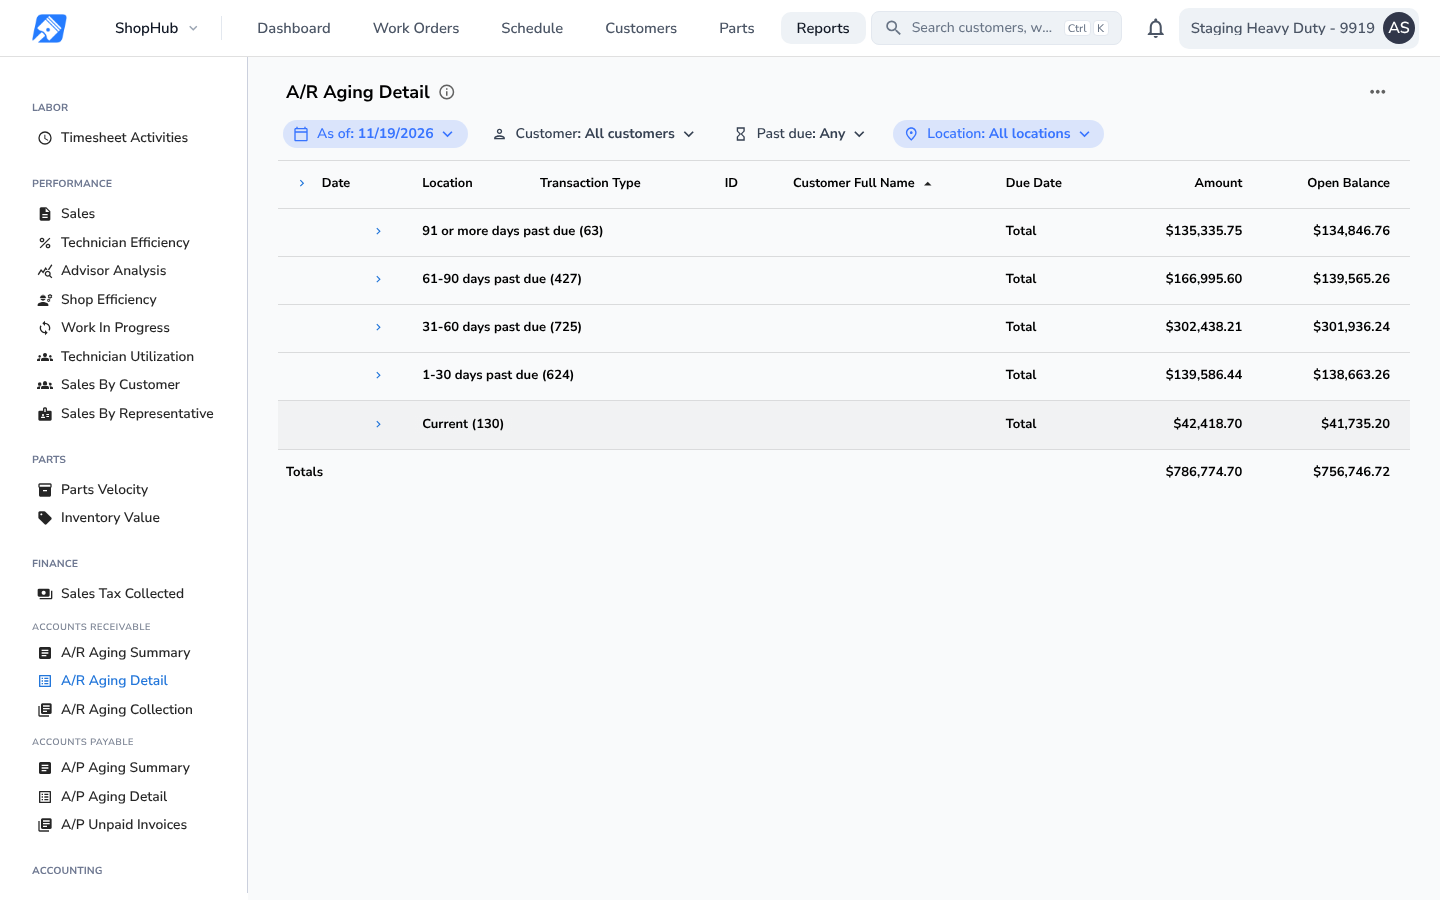 ShopHub
Dashboard
Work Orders
Schedule
Customers
Parts
Reports
Search customers, w...
Ctrl
K
Staging Heavy Duty - 9919
AS
LABOR
Timesheet Activities
PERFORMANCE
Sales
Technician Efficiency
Advisor Analysis
Shop Efficiency
Work In Progress
Technician Utilization
Sales By Customer
Sales By Representative
PARTS
Parts Velocity
Inventory Value
FINANCE
Sales Tax Collected
ACCOUNTS RECEIVABLE
A/R Aging Summary
A/R Aging Detail
A/R Aging Collection
ACCOUNTS PAYABLE
A/P Aging Summary
A/P Aging Detail
A/P Unpaid Invoices
ACCOUNTING
A/R Aging Detail
As of: 11/19/2026
Customer: All customers
Past due: Any
Location: All locations
Date Location Transaction Type ID Customer Full Name Due Date Amount Open Balance
91 or more days past due (63) Total $135,335.75 $134,846.76
61-90 days past due (427) Total $166,995.60 $139,565.26
31-60 days past due (725) Total $302,438.21 $301,936.24
1-30 days past due (624) Total $139,586.44 $138,663.26
Current (130) Total $42,418.70 $41,735.20
Totals $786,774.70 $756,746.72